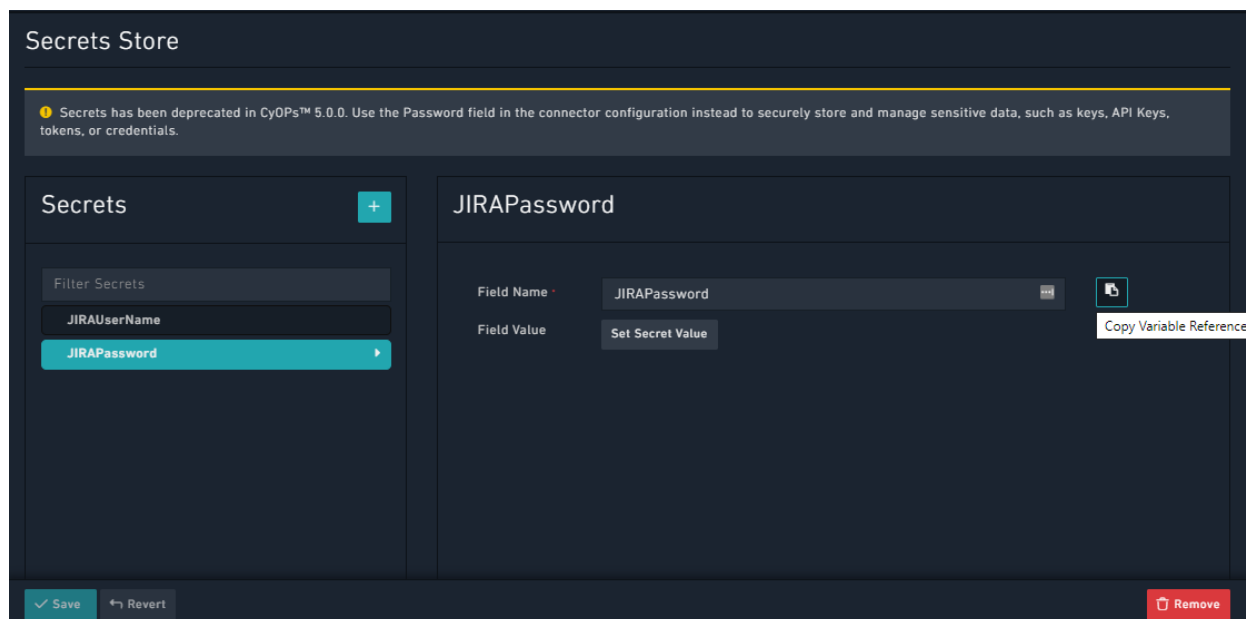 Secrets Store
Secrets has been deprecated in CyOPs™ 5.0.0. Use the Password field in the connector configuration instead to securely store and manage sensitive data, such as keys, API Keys,
tokens, or credentials.
Secrets
+
JIRAPassword
Filter Secrets
JIRAUserName
JIRAPassword
Field Name
JIRAPassword
Copy Variable Reference
Field Value
Set Secret Value
Save
Revert
Remove